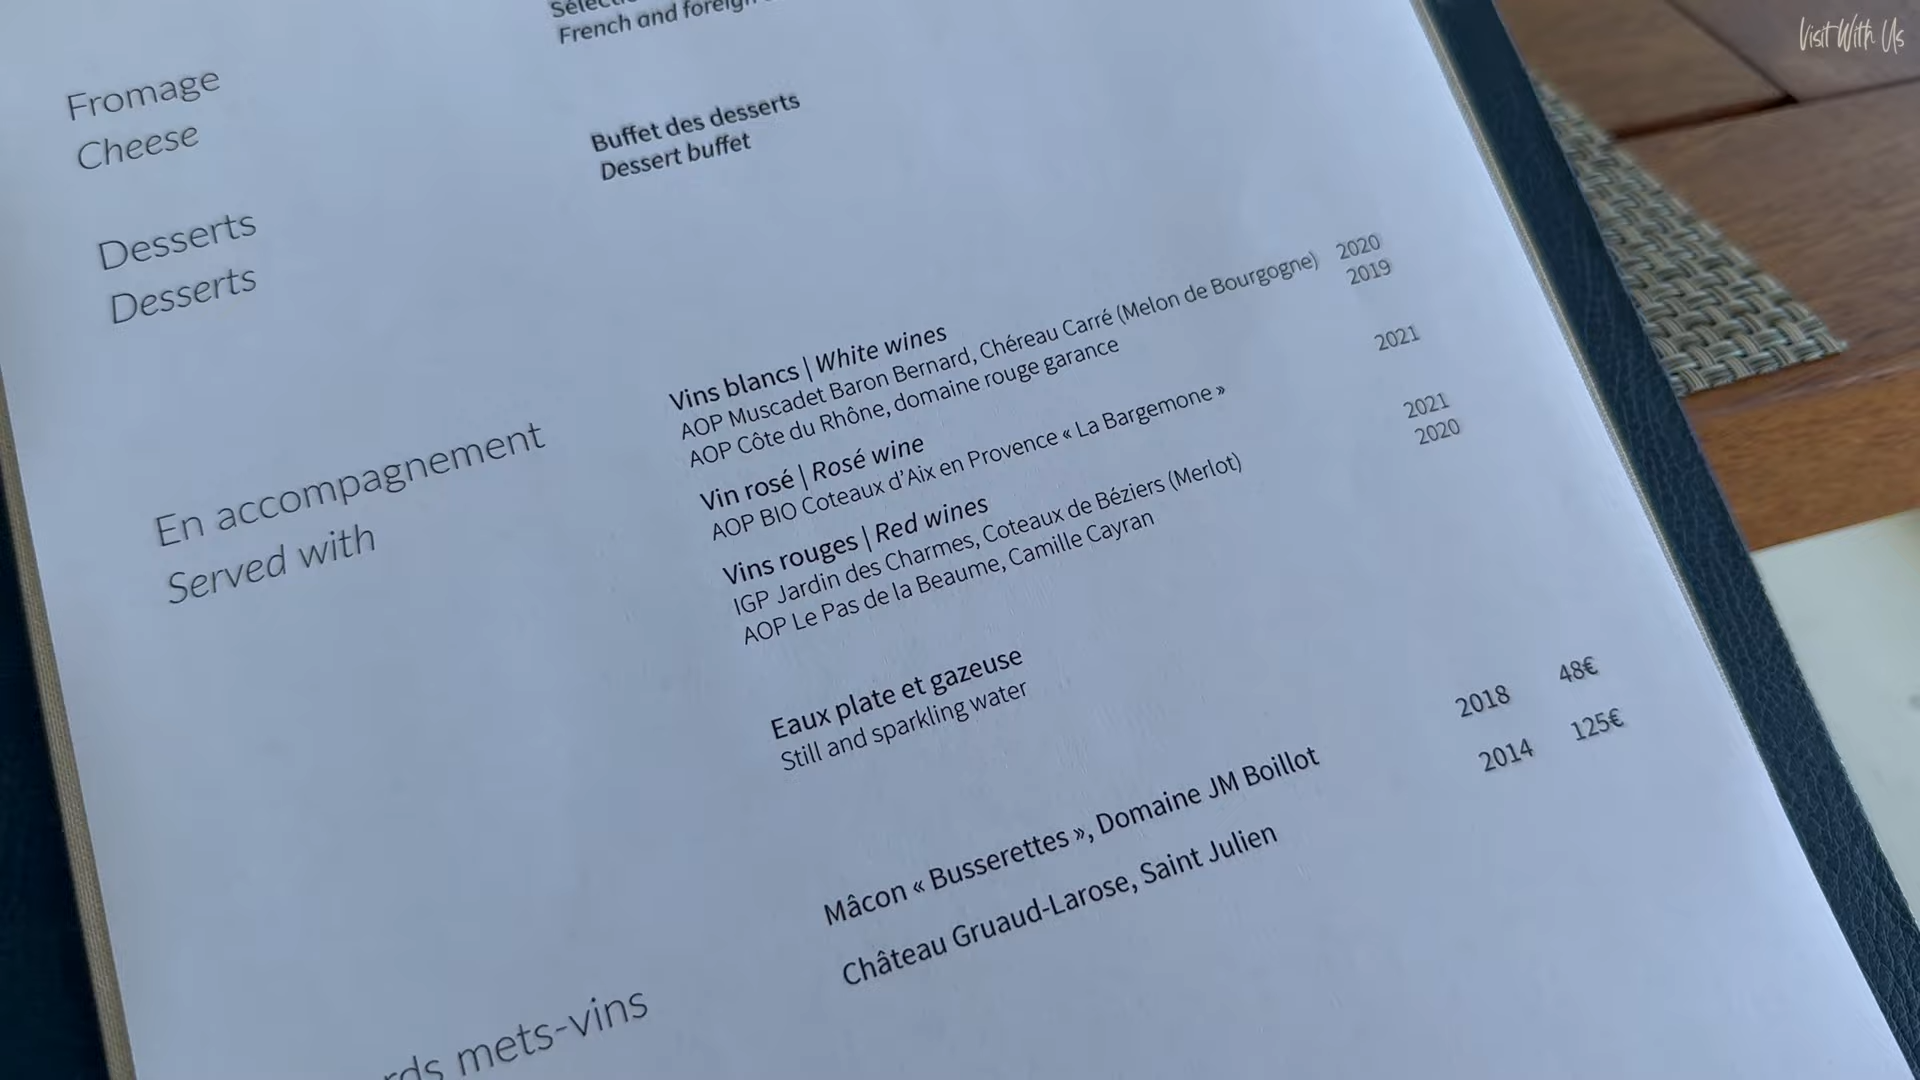 Visit With Us
French and foreign
Fromage
Cheese
Buffet des desserts
Dessert buffet
Desserts
Desserts
En accompagnement
Served with
Vins blancs | White wines
AOP Muscadet Baron Bernard, Chéreau Carré (Melon de Bourgogne) 2020
AOP Côte du Rhône, domaine rouge garance 2019
Vin rosé | Rosé wine
AOP BIO Coteaux d'Aix en Provence « La Bargemone » 2021
Vins rouges | Red wines
IGP Jardin des Charmes, Coteaux de Béziers (Merlot) 2021
AOP Le Pas de la Beaume, Camille Cayran 2020
Eaux plate et gazeuse
Still and sparkling water
Mâcon « Busserettes », Domaine JM Boillot 2018 48€
Château Gruaud-Larose, Saint Julien 2014 125€
mets-vins